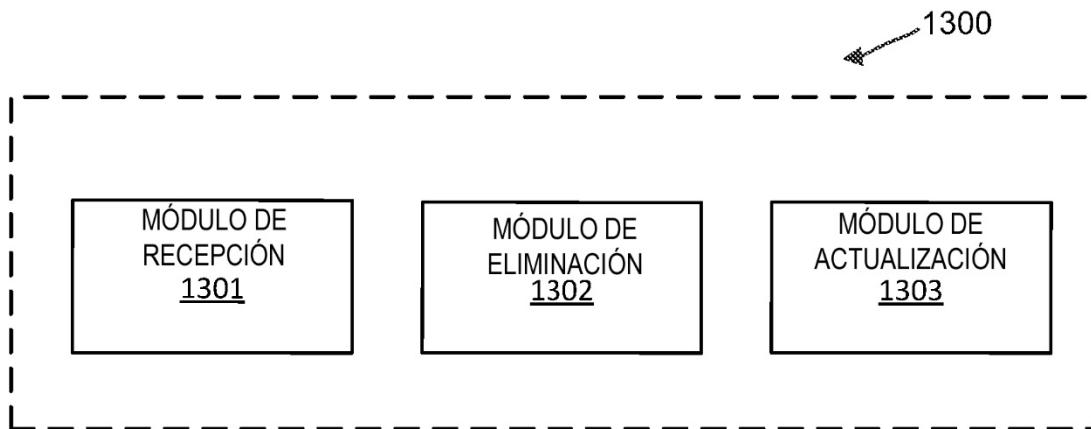 1300
MÓDULO DE
RECEPCIÓN
1301
MÓDULO DE
ELIMINACIÓN
1302
MÓDULO DE
ACTUALIZACIÓN
1303